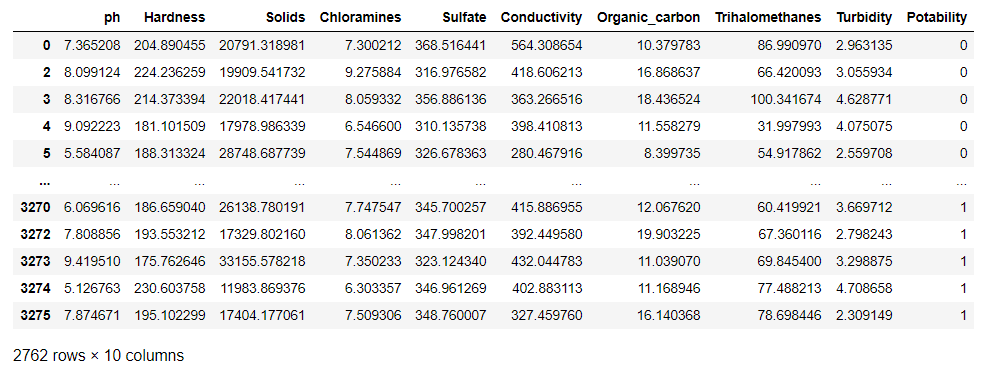 ph Hardness Solids Chloramines Sulfate Conductivity Organic_carbon Trihalomethanes Turbidity Potability
0 7.365208 204.890455 20791.318981 7.300212 368.516441 564.308654 10.379783 86.990970 2.963135 0
2 8.099124 224.236259 19909.541732 9.275884 316.976582 418.606213 16.868637 66.420093 3.055934 0
3 8.316766 214.373394 22018.417441 8.059332 356.886136 363.266516 18.436524 100.341674 4.628771 0
4 9.092223 181.101509 17978.986339 6.546600 310.135738 398.410813 11.558279 31.997993 4.075075 0
5 5.584087 188.313324 28748.687739 7.544869 326.678363 280.467916 8.399735 54.917862 2.559708 0
... ... ... ... ... ... ... ... ... ... ...
3270 6.069616 186.659040 26138.780191 7.747547 345.700257 415.886955 12.067620 60.419921 3.669712 1
3272 7.808856 193.553212 17329.802160 8.061362 347.998201 392.449580 19.903225 67.360116 2.798243 1
3273 9.419510 175.762646 33155.578218 7.350233 323.124340 432.044783 11.039070 69.845400 3.298875 1
3274 5.126763 230.603758 11983.869376 6.303357 346.961269 402.883113 11.168946 77.488213 4.708658 1
3275 7.874671 195.102299 17404.177061 7.509306 348.760007 327.459760 16.140368 78.698446 2.309149 1
2762 rows × 10 columns